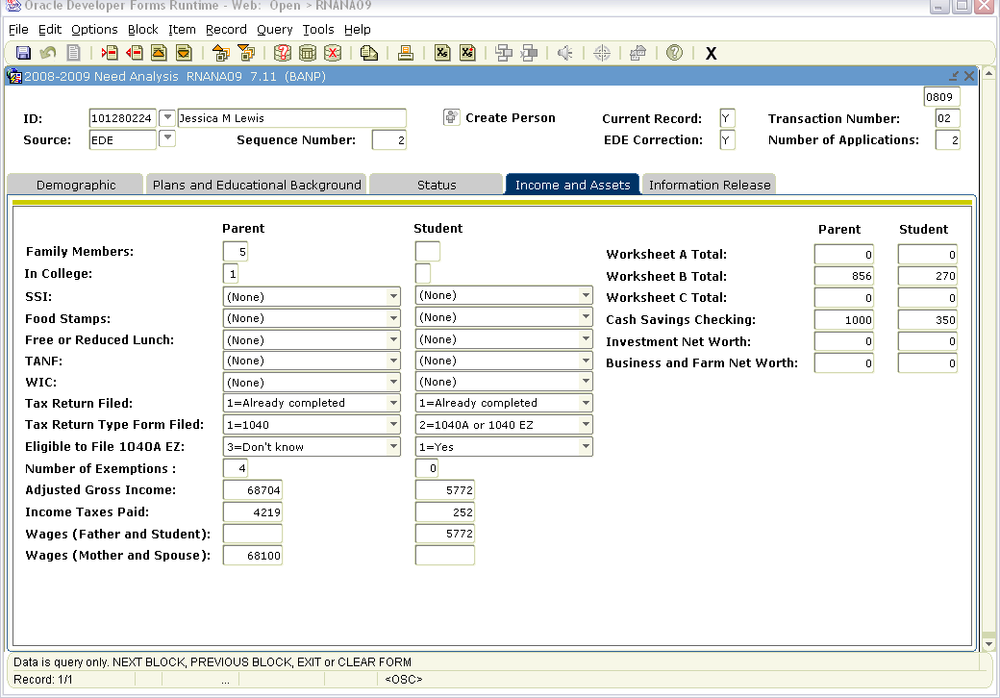 Oracle Developer Forms Runtime - Web: Open > RNANA09
File Edit Options Block Item Record Query Tools Help
X
2008-2009 Need Analysis RNANA09 7.11 (BANP)
0809
ID: 101280224 Jessica M Lewis Create Person Current Record: Y Transaction Number: 02
Source: EDE Sequence Number: 2 EDE Correction: Y Number of Applications: 2
Demographic Plans and Educational Background Status Income and Assets Information Release
Parent Student Parent Student
Family Members: 5 Worksheet A Total: 0 0
In College: 1 Worksheet B Total: 856 270
SSI: (None) (None) Worksheet C Total: 0 0
Food Stamps: (None) (None) Cash Savings Checking: 1000 350
Free or Reduced Lunch: (None) (None) Investment Net Worth: 0 0
TANF: (None) (None) Business and Farm Net Worth: 0 0
WIC: (None) (None)
Tax Return Filed: 1=Already completed 1=Already completed
Tax Return Type Form Filed: 1=1040 2=1040A or 1040 EZ
Eligible to File 1040A EZ: 3=Don't know 1=Yes
Number of Exemptions : 4 0
Adjusted Gross Income: 68704 5772
Income Taxes Paid: 4219 252
Wages (Father and Student): 5772
Wages (Mother and Spouse): 68100
Data is query only. NEXT BLOCK, PREVIOUS BLOCK, EXIT or CLEAR FORM
Record: 1/1 ... <OSC>